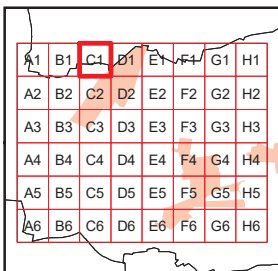 A1 B1 C1 D1 E1 F1 G1 H1
A2 B2 C2 D2 E2 F2 G2 H2
A3 B3 C3 D3 E3 F3 G3 H3
A4 B4 C4 D4 E4 F4 G4 H4
A5 B5 C5 D5 E5 F5 G5 H5
A6 B6 C6 D6 E6 F6 G6 H6